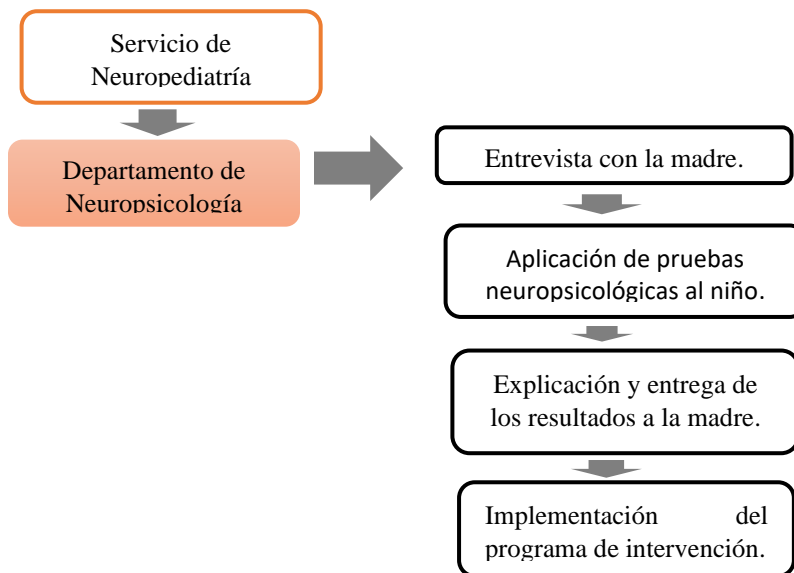 Servicio de
Neuropediatría
Departamento de
Neuropsicología
Entrevista con la madre.
Aplicación de pruebas
neuropsicológicas al niño.
Explicación y entrega de
los resultados a la madre.
Implementación del
programa de intervención.